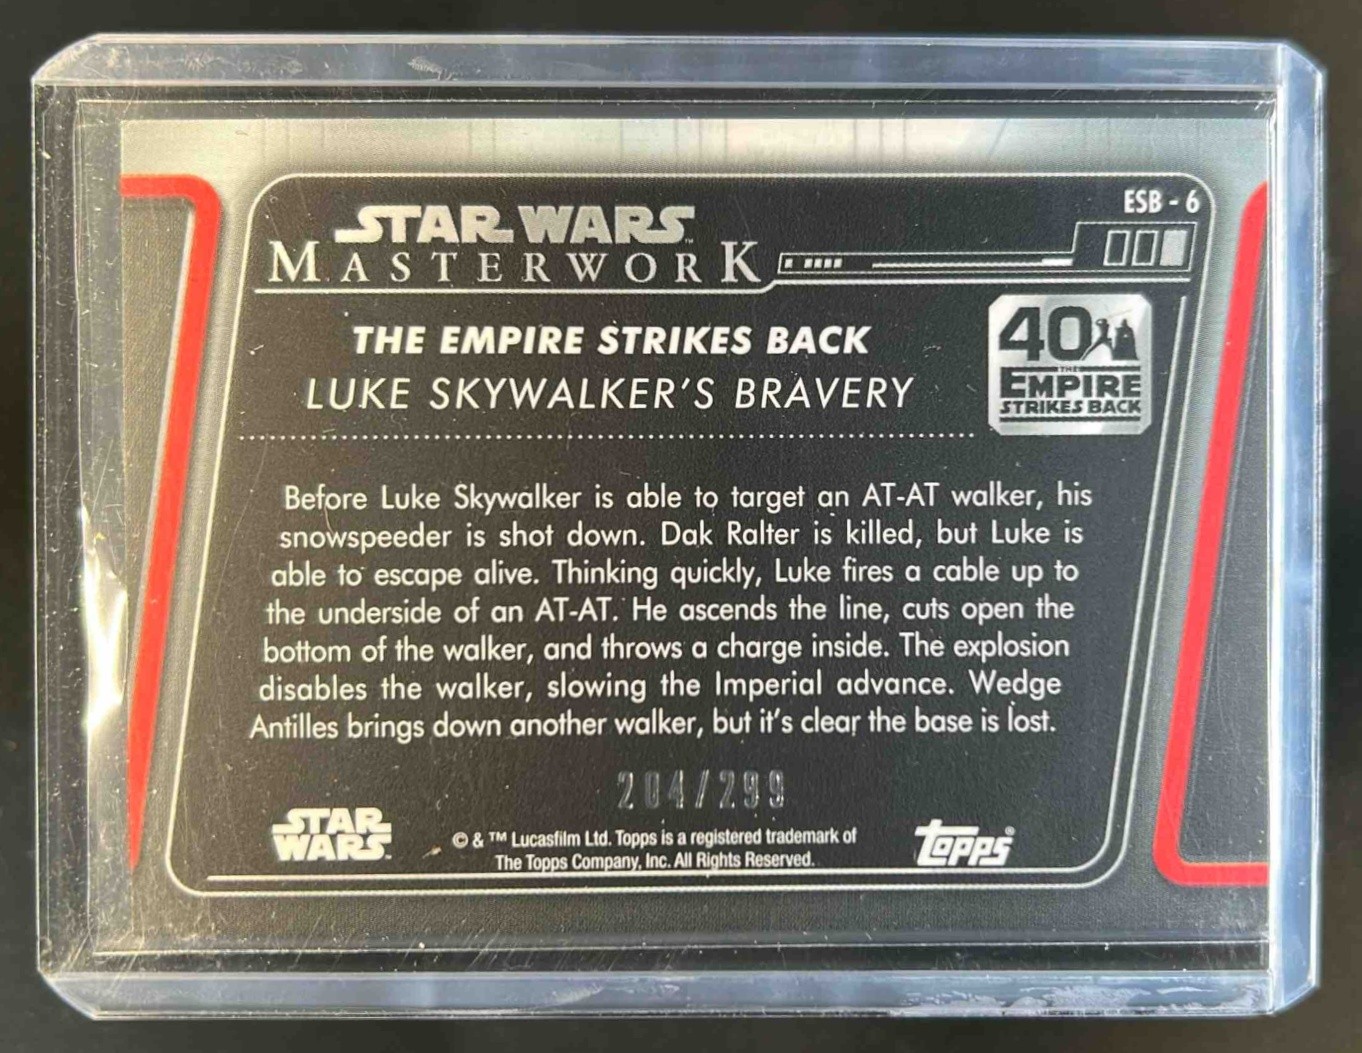 ESB - 6
STAR WARS™
MASTERWORK
THE EMPIRE STRIKES BACK
LUKE SKYWALKER'S BRAVERY
40
THE
EMPIRE
STRIKES BACK
Before Luke Skywalker is able to target an AT-AT walker, his
snowspeeder is shot down. Dak Ralter is killed, but Luke is
able to escape alive. Thinking quickly, Luke fires a cable up to
the underside of an AT-AT. He ascends the line, cuts open the
bottom of the walker, and throws a charge inside. The explosion
disables the walker, slowing the Imperial advance. Wedge
Antilles brings down another walker, but it's clear the base is lost.
204/299
STAR
WARS™
© & ™ Lucasfilm Ltd. Topps is a registered trademark of
The Topps Company, Inc. All Rights Reserved.
topps®